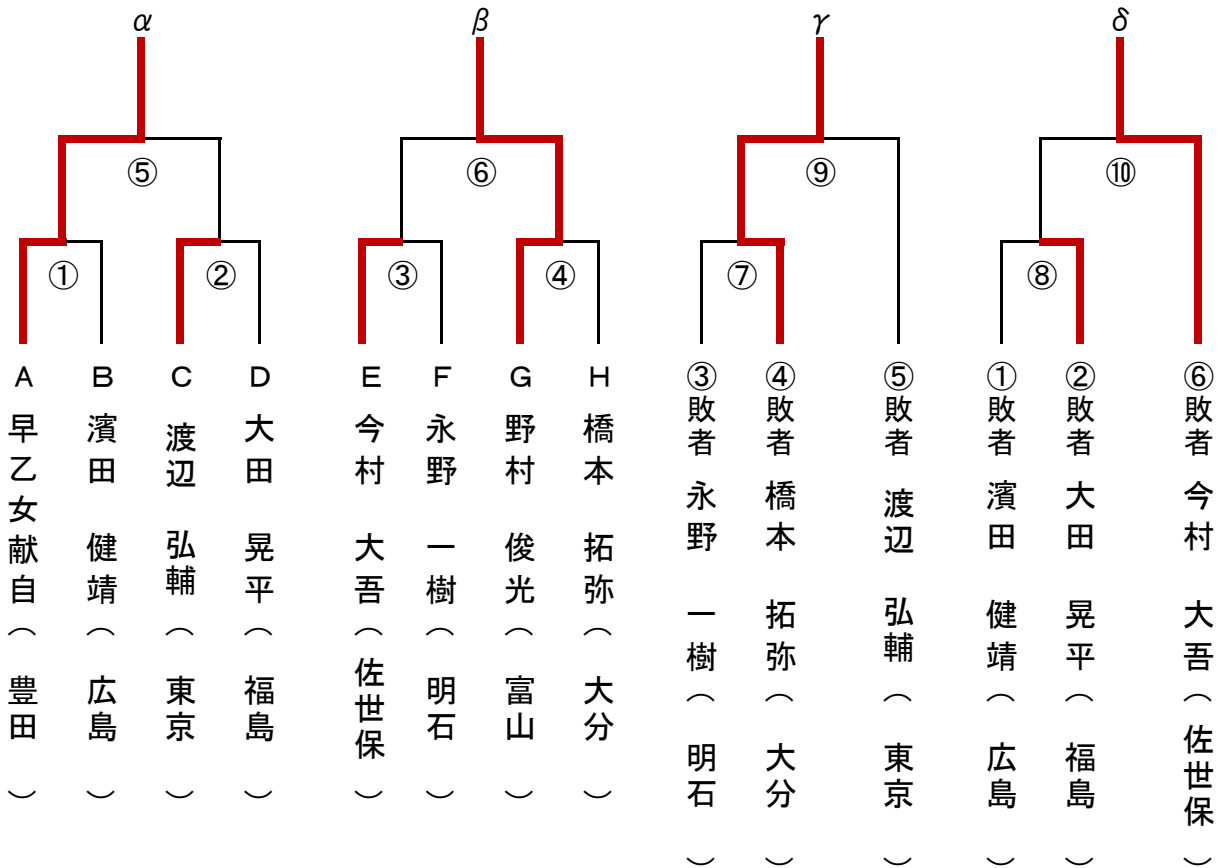 α
β
γ
δ
⑤
⑥
⑨
⑩
①
②
③
④
⑦
⑧
A 早乙女献自(豊田)
B 濱田 健靖(広島)
C 渡辺 弘輔(東京)
D 大田 晃平(福島)
E 今村 大吾(佐世保)
F 永野 一樹(明石)
G 野村 俊光(富山)
H 橋本 拓弥(大分)
③敗者 永野 一樹(明石)
④敗者 橋本 拓弥(大分)
⑤敗者 渡辺 弘輔(東京)
①敗者 濱田 健靖(広島)
②敗者 大田 晃平(福島)
⑥敗者 今村 大吾(佐世保)